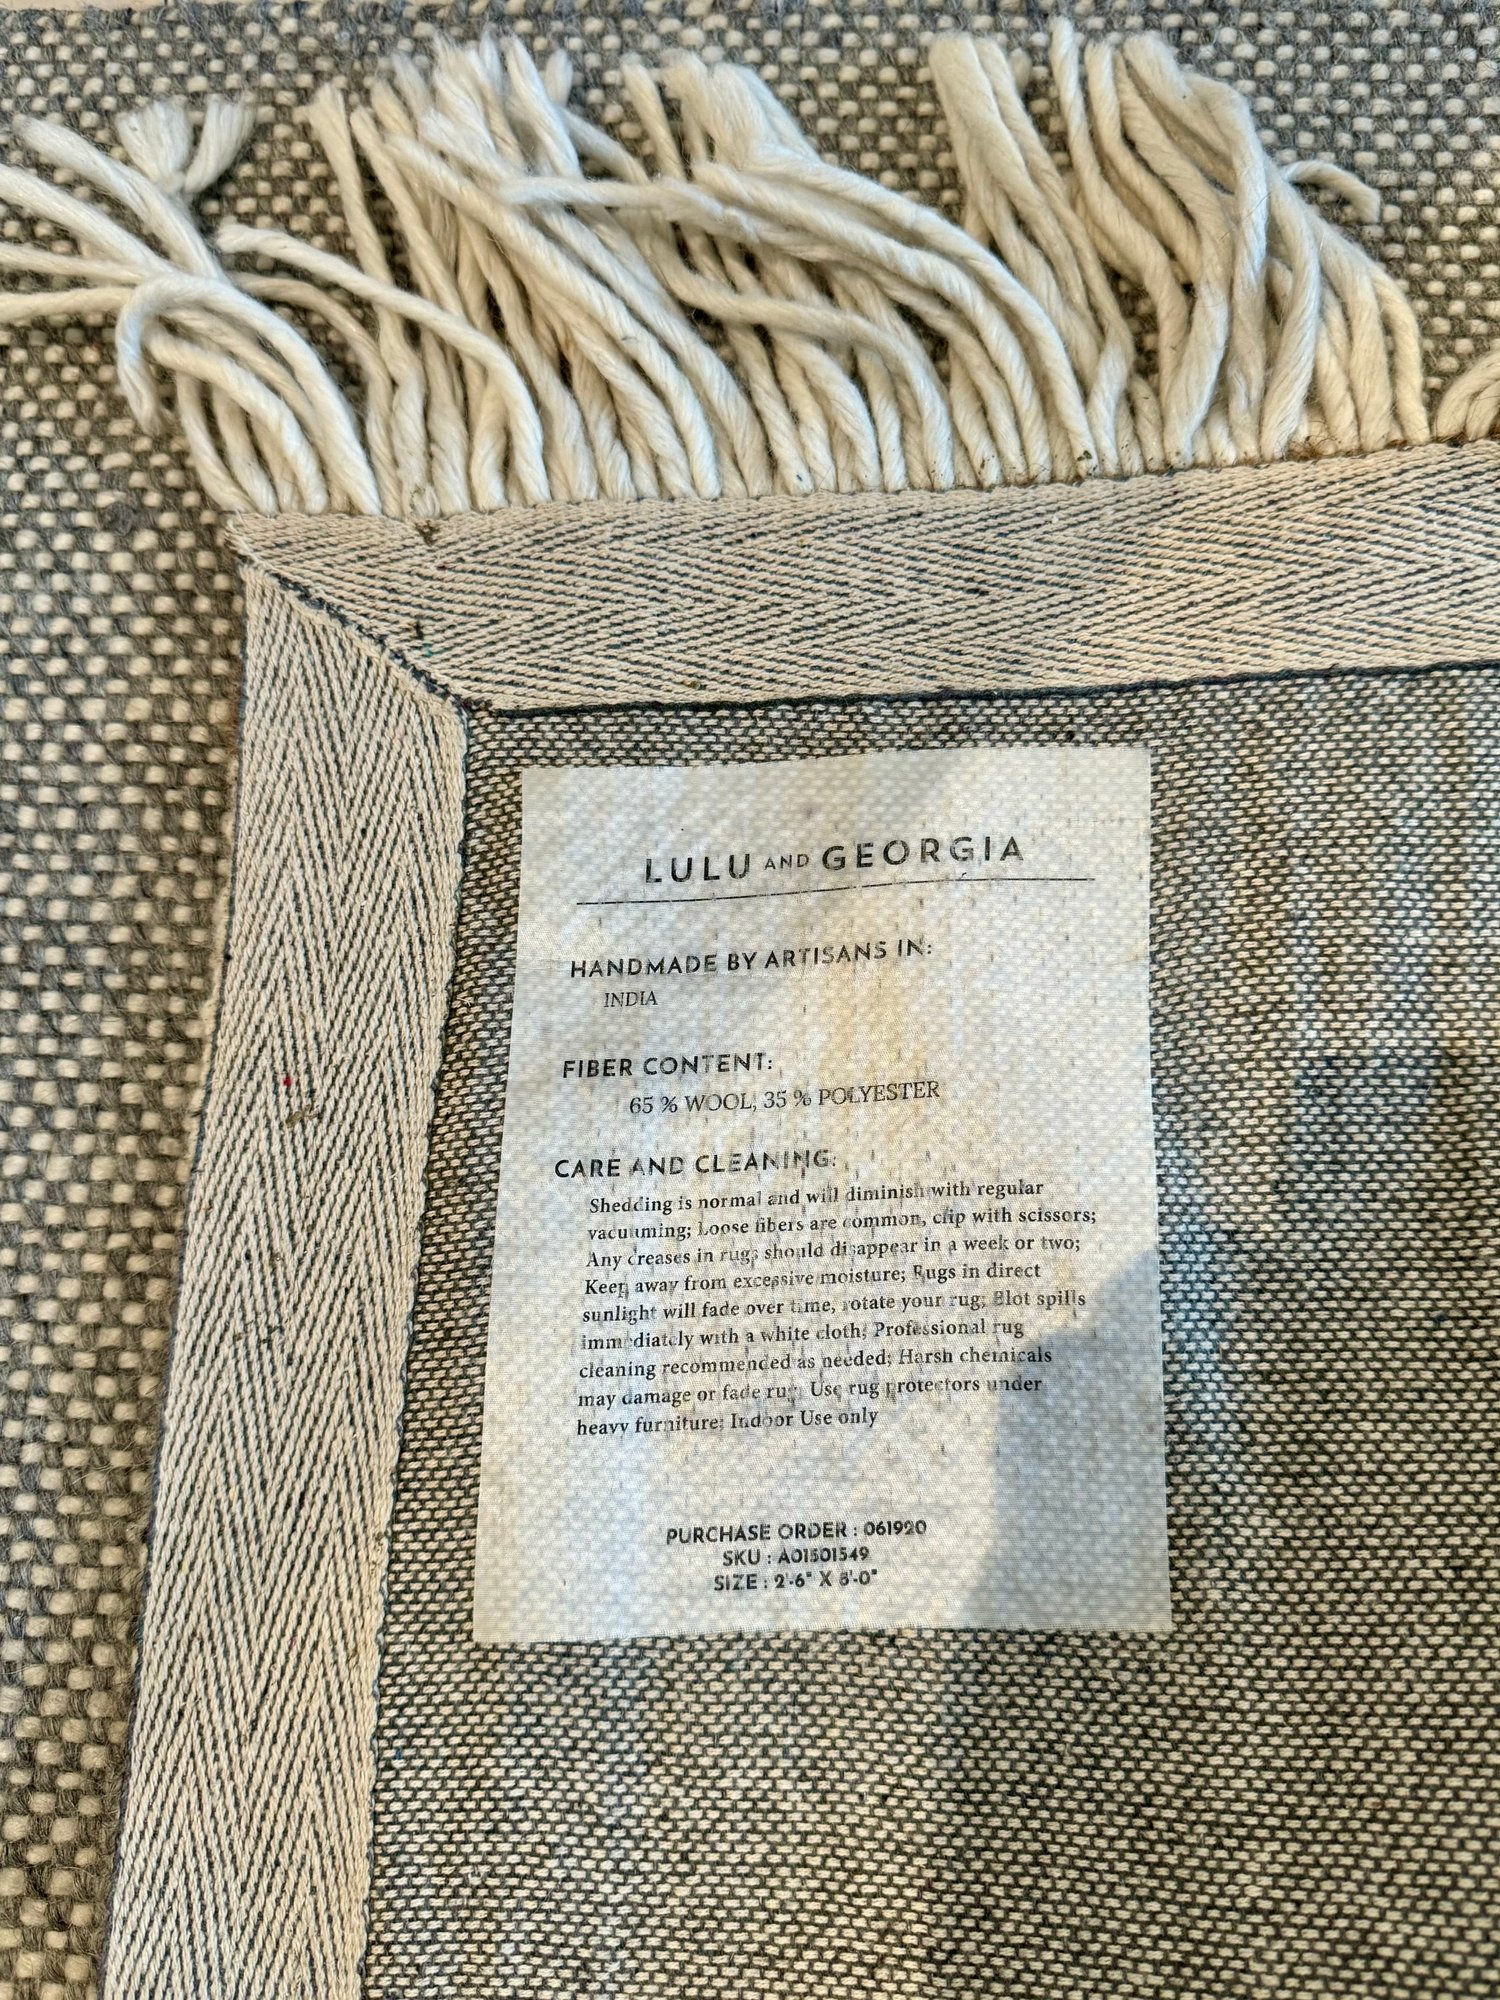 LULU AND GEORGIA
HANDMADE BY ARTISANS IN:
INDIA
FIBER CONTENT:
65 % WOOL, 35 % POLYESTER
CARE AND CLEANING:
Shedding is normal and will diminish with regular
vacuuming; Loose fibers are common, clip with scissors;
Any creases in rugs should disappear in a week or two;
Keep away from excessive moisture; Rugs in direct
sunlight will fade over time, rotate your rug; Blot spills
immediately with a white cloth; Professional rug
cleaning recommended as needed; Harsh chemicals
may damage or fade rug; Use rug protectors under
heavy furniture; Indoor Use only
PURCHASE ORDER : 061920
SKU : A01501549
SIZE : 2'-6" X 8'-0"